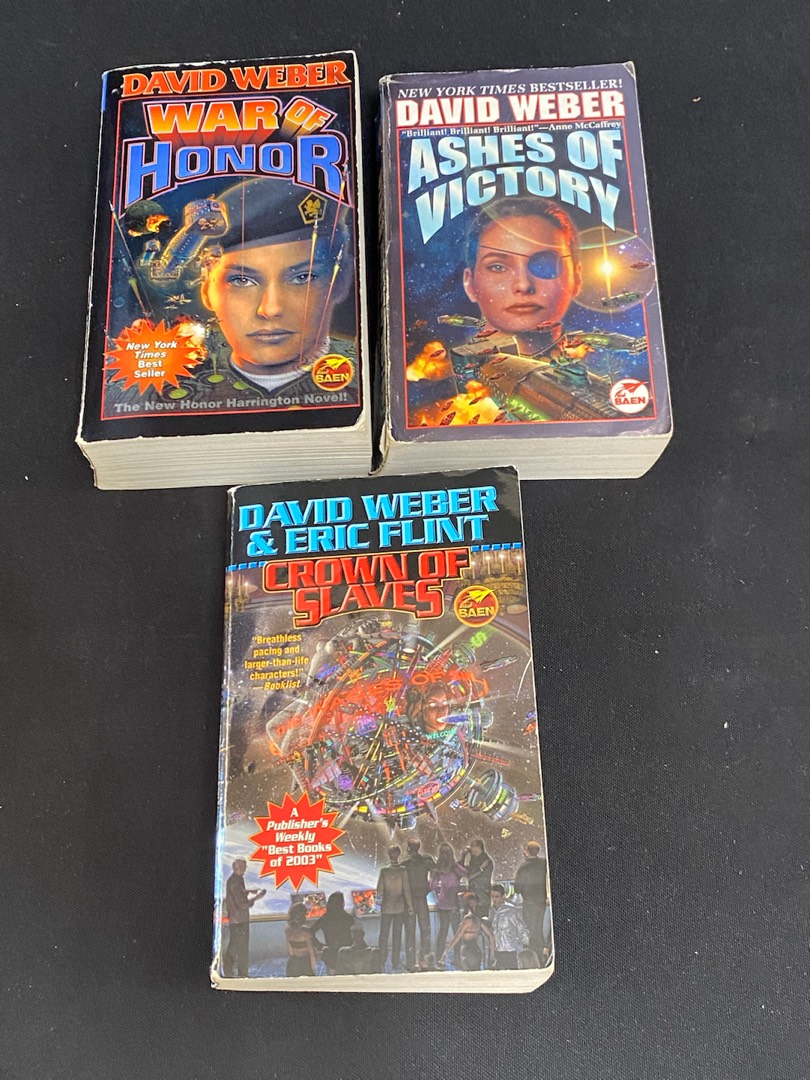 DAVID WEBER
WAR OF
HONOR
New York
Times
Best
Seller
BAEN
The New Honor Harrington Novel!
NEW YORK TIMES BESTSELLER!
DAVID WEBER
"Brilliant! Brilliant! Brilliant!"—Anne McCaffrey
ASHES OF
VICTORY
BAEN
DAVID WEBER
& ERIC FLINT
CROWN OF
SLAVES
BAEN
"Breathless
pacing and
larger-than-life
characters!"
—Booklist
WELCO
A
Publisher's
Weekly
"Best Books
of 2003"